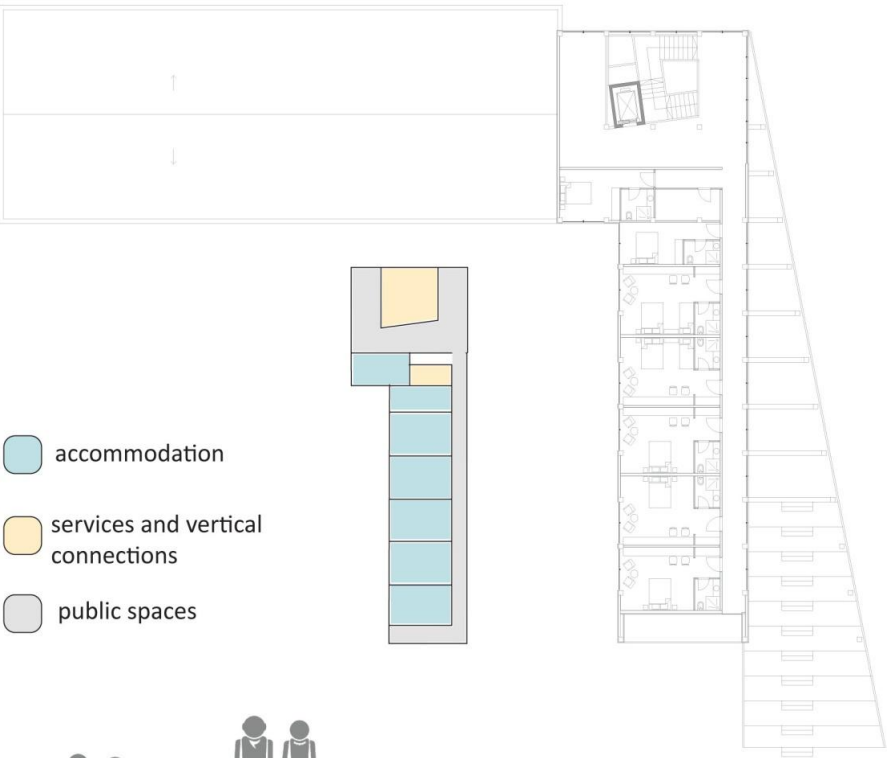 accommodation
services and vertical
connections
public spaces